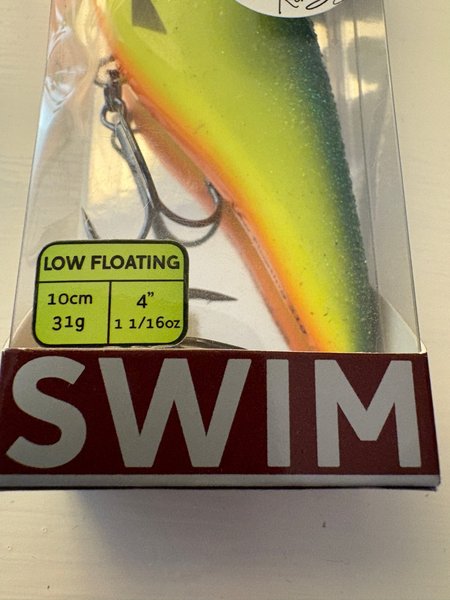 LOW FLOATING
10cm 4"
31g 1 1/16oz
SWIM